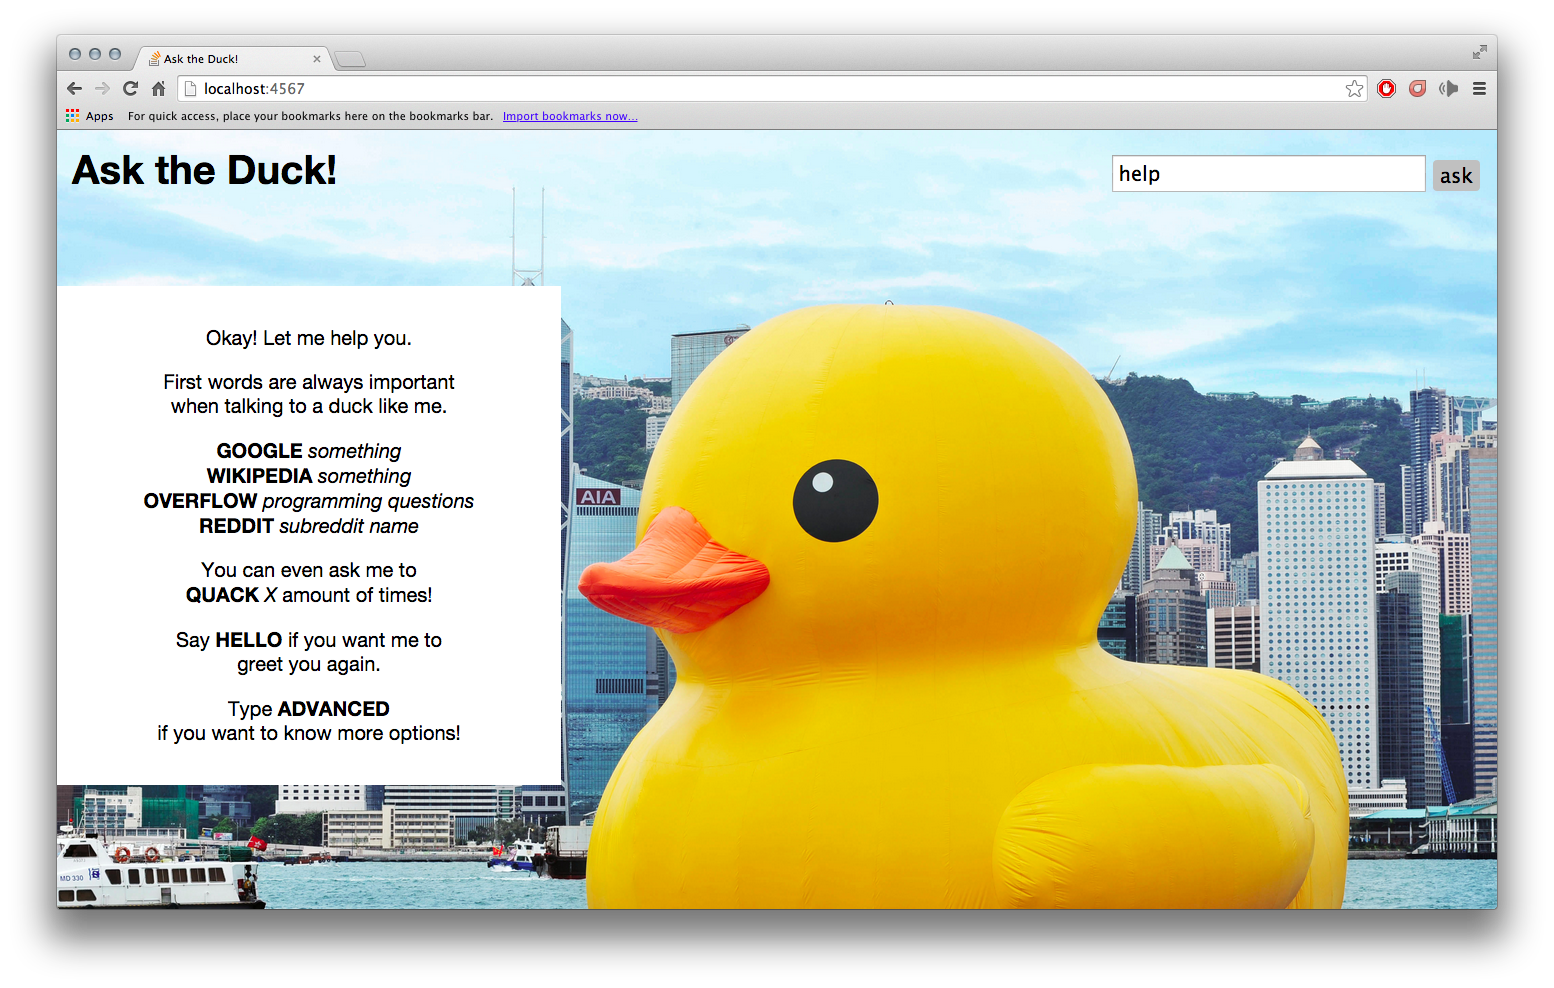 Ask the Duck!
localhost:4567
Apps For quick access, place your bookmarks here on the bookmarks bar. Import bookmarks now...
Ask the Duck!
help
ask
Okay! Let me help you.
First words are always important
when talking to a duck like me.
GOOGLE something
WIKIPEDIA something
OVERFLOW programming questions
REDDIT subreddit name
You can even ask me to
QUACK X amount of times!
Say HELLO if you want me to
greet you again.
Type ADVANCED
if you want to know more options!
AIA
MD 330